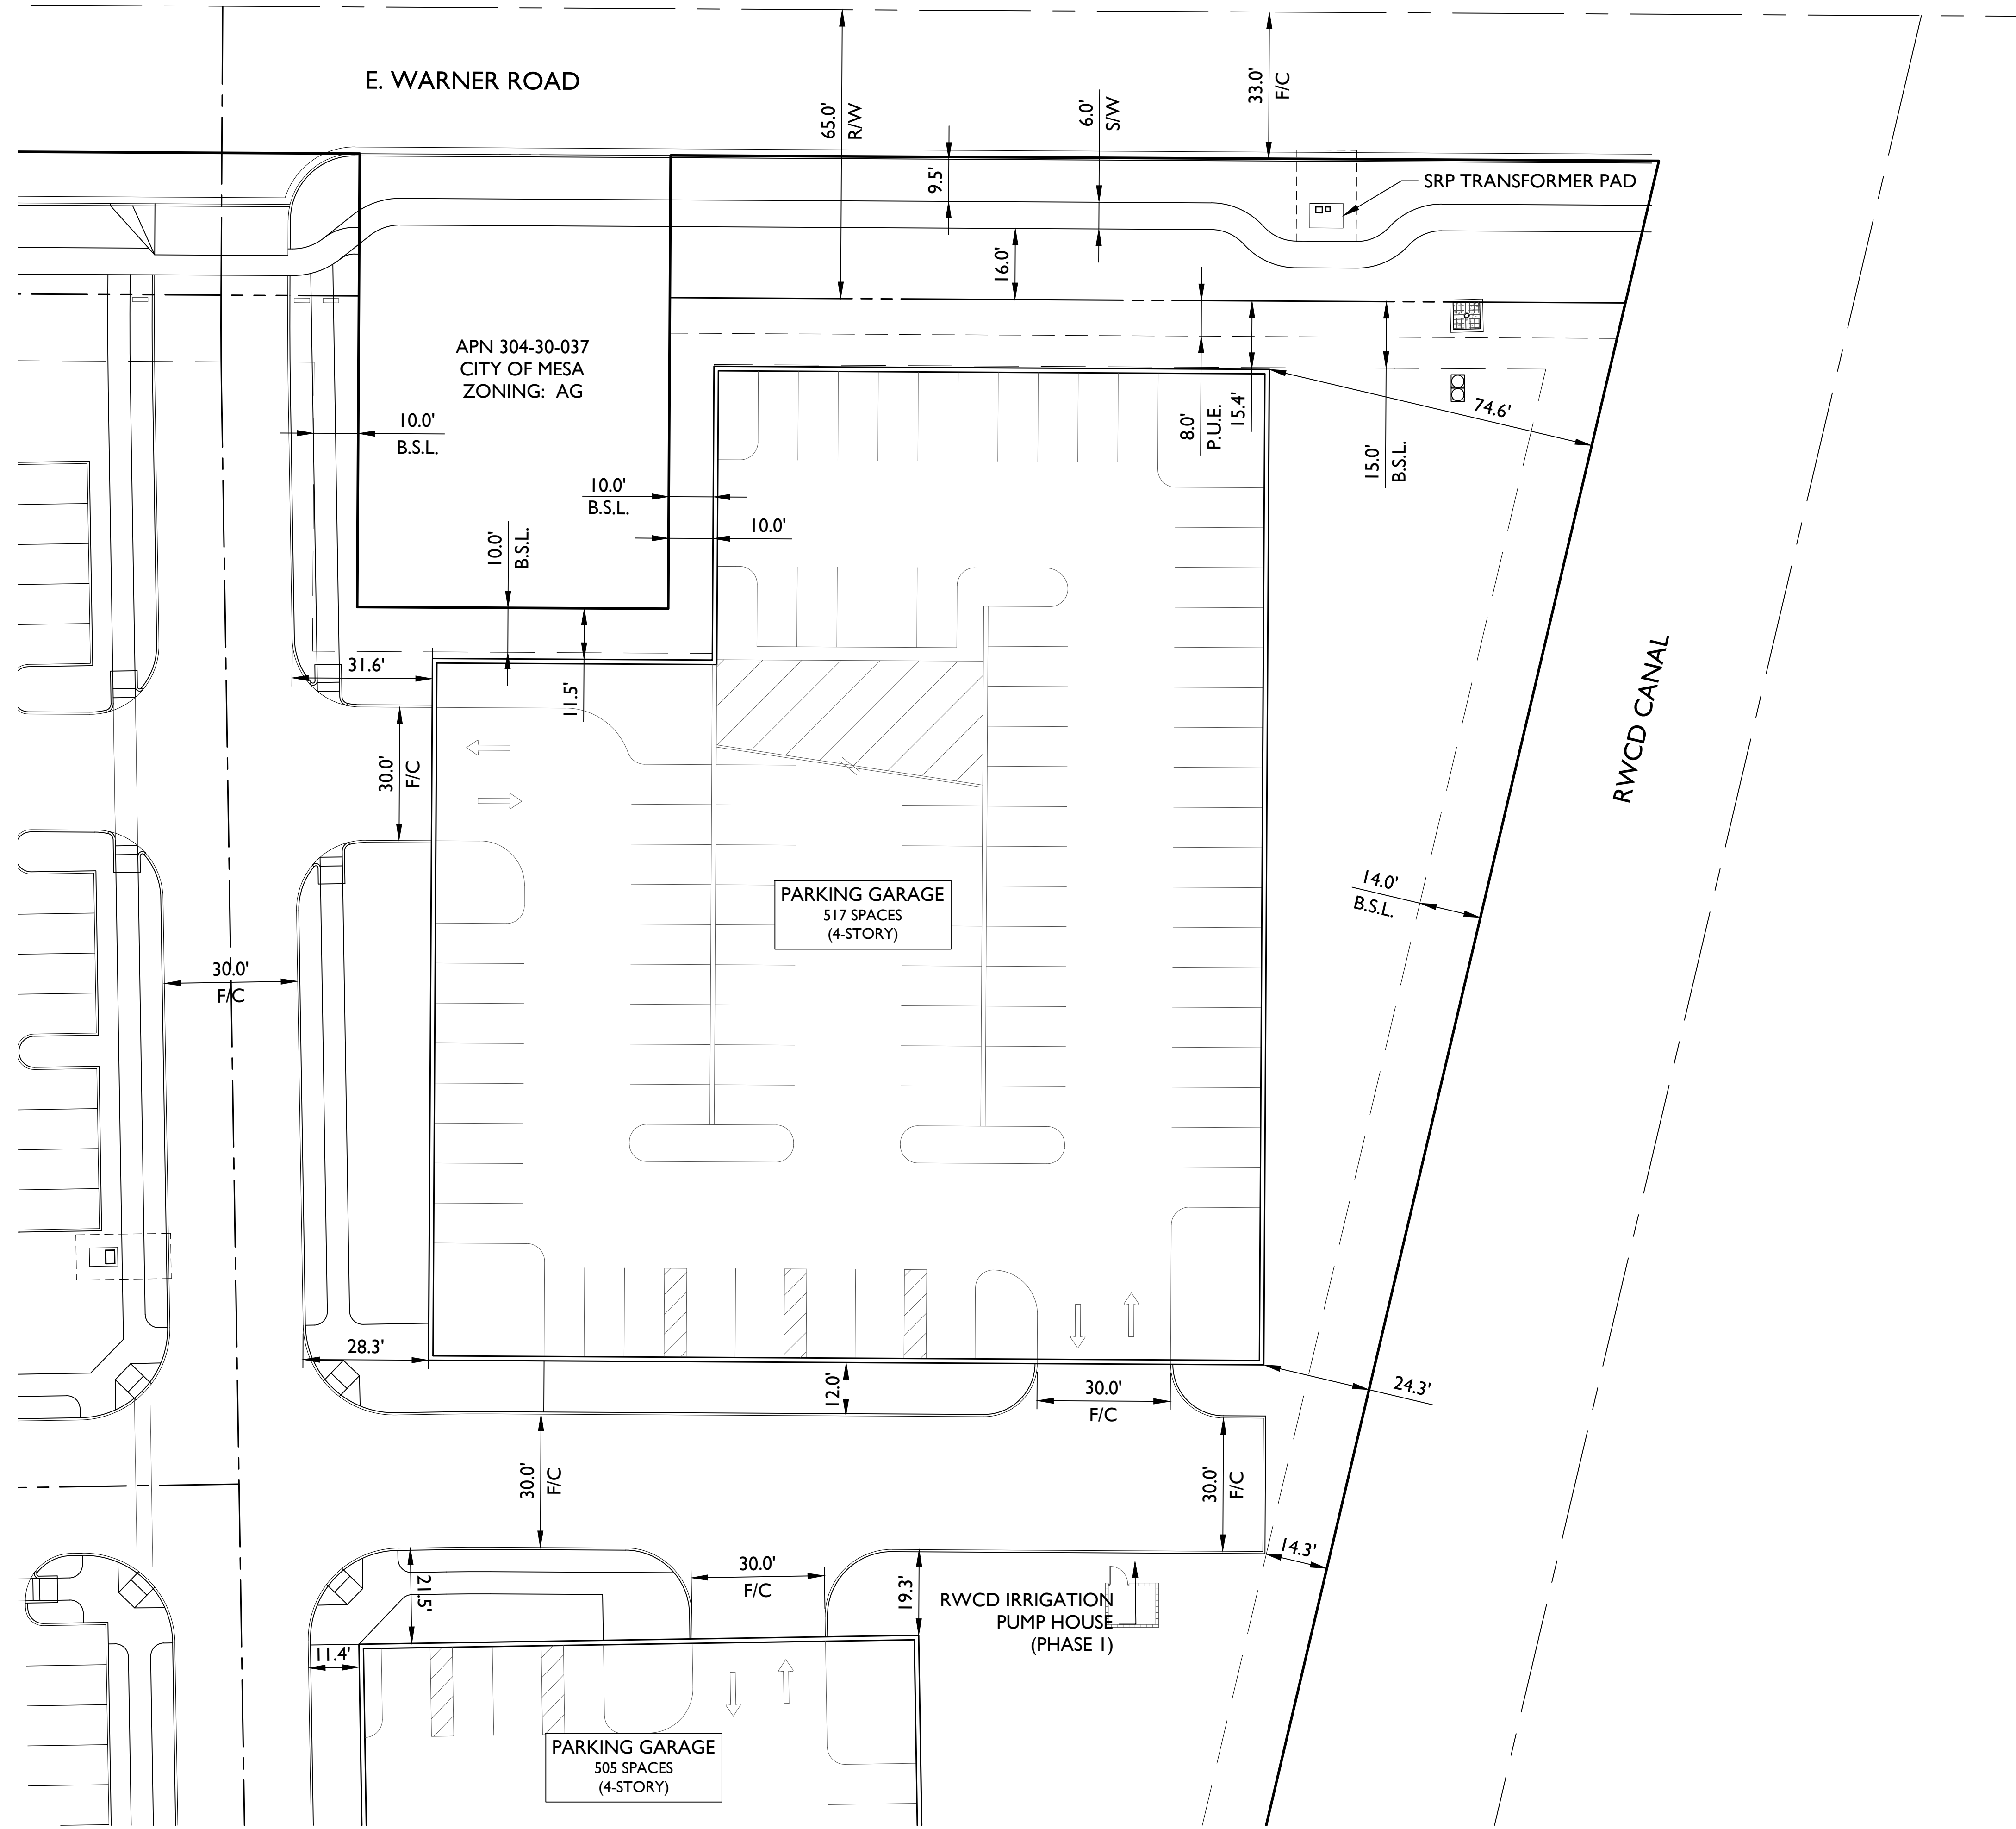 E. WARNER ROAD
65.0'
R/W
33.0'
F/C
6.0'
S/W
9.5'
SRP TRANSFORMER PAD
16.0'
APN 304-30-037
CITY OF MESA
ZONING:  AG
10.0'
B.S.L.
8.0'
P.U.E.
15.4'
15.0'
B.S.L.
74.6'
10.0'
B.S.L.
10.0'
10.0'
B.S.L.
31.6'
11.5'
30.0'
F/C
RWCD CANAL
PARKING GARAGE
517 SPACES
(4-STORY)
14.0'
B.S.L.
30.0'
F/C
28.3'
12.0'
30.0'
F/C
24.3'
30.0'
F/C
30.0'
F/C
14.3'
21.5'
30.0'
F/C
19.3'
RWCD IRRIGATION
PUMP HOUSE
(PHASE 1)
11.4'
PARKING GARAGE
505 SPACES
(4-STORY)